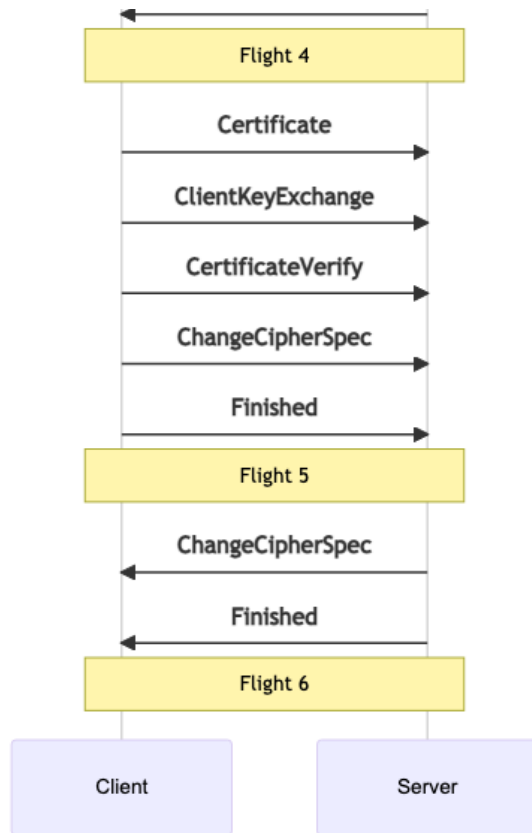 Flight 4
Certificate
ClientKeyExchange
CertificateVerify
ChangeCipherSpec
Finished
Flight 5
ChangeCipherSpec
Finished
Flight 6
Client
Server